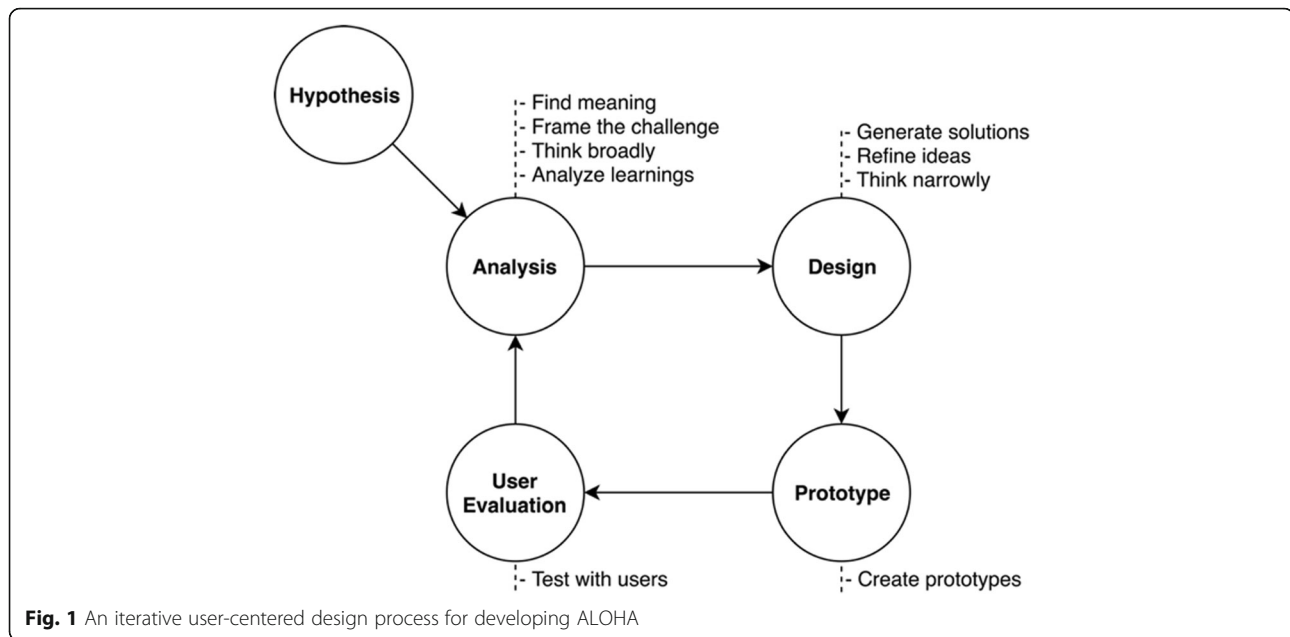 Hypothesis
- Find meaning
- Frame the challenge
- Think broadly
- Analyze learnings
- Generate solutions
- Refine ideas
- Think narrowly
Analysis
Design
User
Evaluation
Prototype
- Test with users
- Create prototypes
Fig. 1 An iterative user-centered design process for developing ALOHA